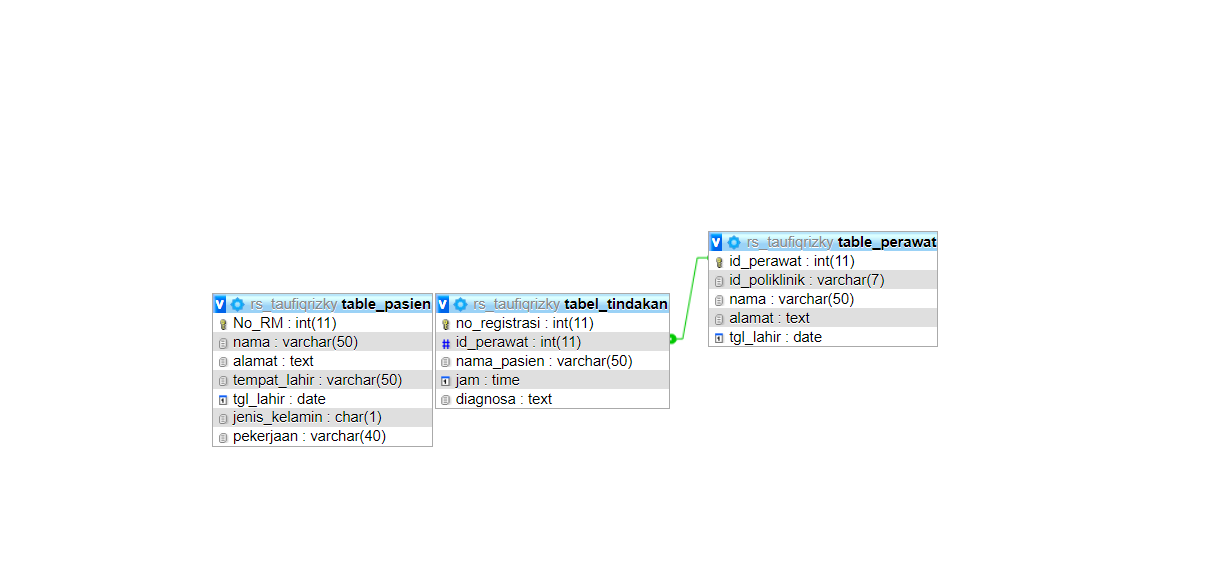 rs_taufiqrizky table_pasien
No_RM : int(11)
nama : varchar(50)
alamat : text
tempat_lahir : varchar(50)
tgl_lahir : date
jenis_kelamin : char(1)
pekerjaan : varchar(40)
rs_taufiqrizky tabel_tindakan
no_registrasi : int(11)
# id_perawat : int(11)
nama_pasien : varchar(50)
jam : time
diagnosa : text
rs_taufiqrizky table_perawat
id_perawat : int(11)
id_poliklinik : varchar(7)
nama : varchar(50)
alamat : text
tgl_lahir : date